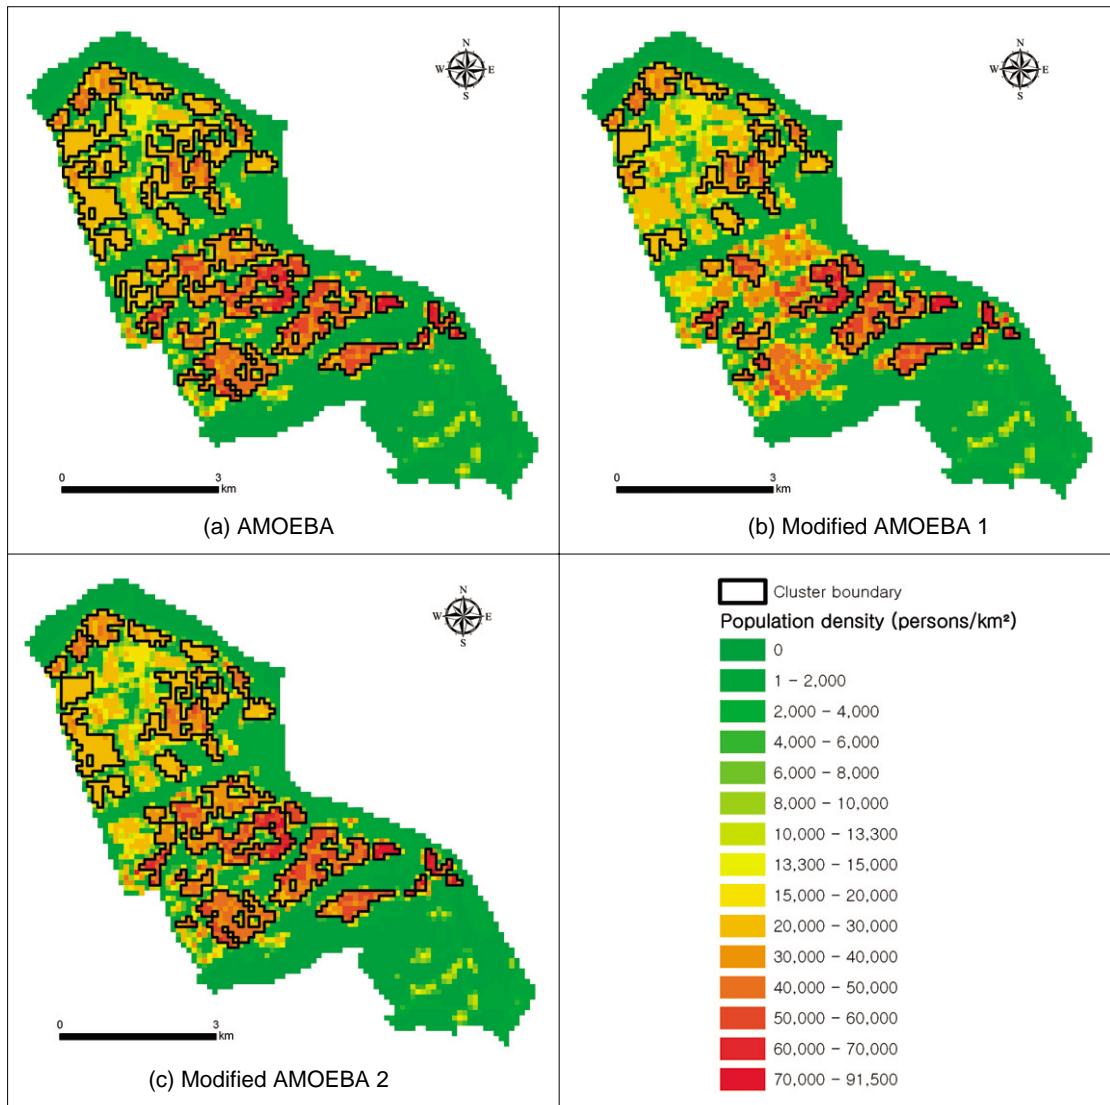 N
W E
S
0 3
km
(a) AMOEBA
N
W E
S
0 3
km
(b) Modified AMOEBA 1
N
W E
S
0 3
km
(c) Modified AMOEBA 2
Cluster boundary
Population density (persons/km²)
0
1 - 2,000
2,000 - 4,000
4,000 - 6,000
6,000 - 8,000
8,000 - 10,000
10,000 - 13,300
13,300 - 15,000
15,000 - 20,000
20,000 - 30,000
30,000 - 40,000
40,000 - 50,000
50,000 - 60,000
60,000 - 70,000
70,000 - 91,500